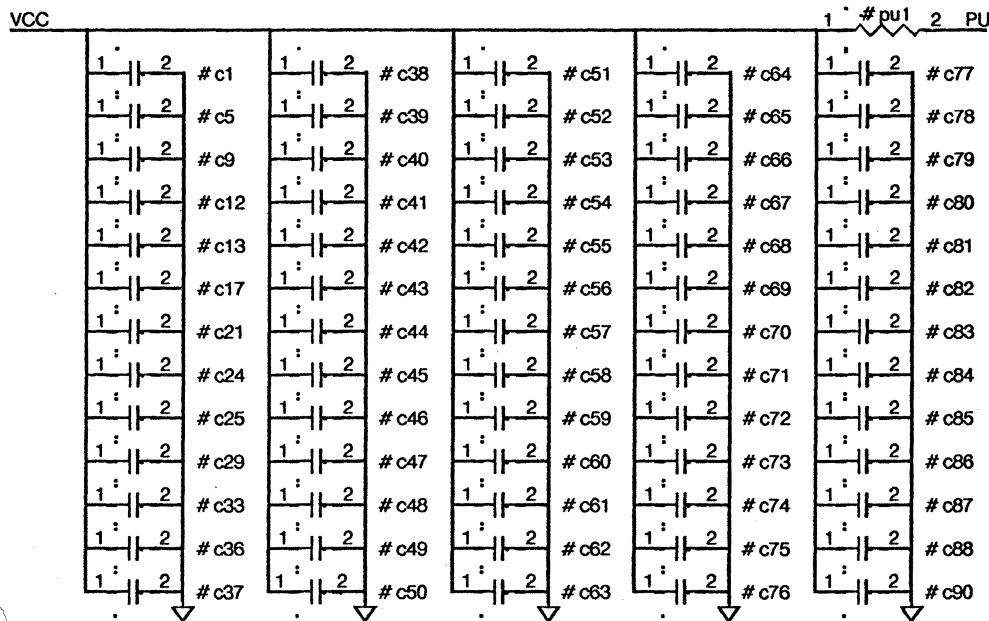 VCC 1 #pu1 2 PU
1 2 #c1 1 2 #c38 1 2 #c51 1 2 #c64 1 2 #c77
1 2 #c5 1 2 #c39 1 2 #c52 1 2 #c65 1 2 #c78
1 2 #c9 1 2 #c40 1 2 #c53 1 2 #c66 1 2 #c79
1 2 #c12 1 2 #c41 1 2 #c54 1 2 #c67 1 2 #c80
1 2 #c13 1 2 #c42 1 2 #c55 1 2 #c68 1 2 #c81
1 2 #c17 1 2 #c43 1 2 #c56 1 2 #c69 1 2 #c82
1 2 #c21 1 2 #c44 1 2 #c57 1 2 #c70 1 2 #c83
1 2 #c24 1 2 #c45 1 2 #c58 1 2 #c71 1 2 #c84
1 2 #c25 1 2 #c46 1 2 #c59 1 2 #c72 1 2 #c85
1 2 #c29 1 2 #c47 1 2 #c60 1 2 #c73 1 2 #c86
1 2 #c33 1 2 #c48 1 2 #c61 1 2 #c74 1 2 #c87
1 2 #c36 1 2 #c49 1 2 #c62 1 2 #c75 1 2 #c88
1 2 #c37 1 2 #c50 1 2 #c63 1 2 #c76 1 2 #c90